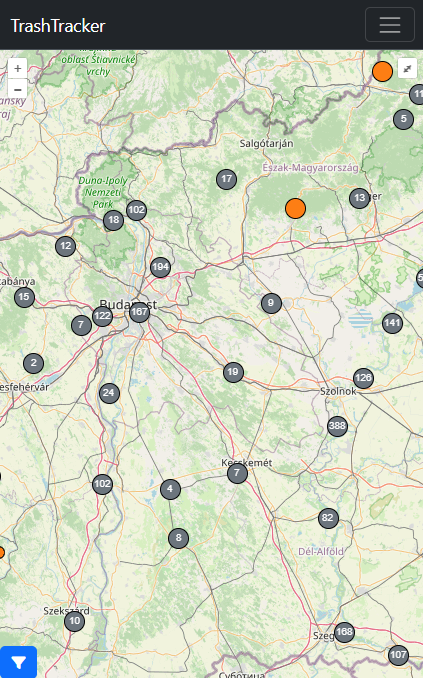 TrashTracker
oblasť Štiavnické
vrchy
11
5
Salgótarján
17
Észak-Magyarország
Duna-Ipoly
Nemzeti
Park
102
18
13
12
194
15
Budapest
122
167
7
9
141
2
19
126
Szolnok
24
388
Kecskemét
7
102
4
82
8
Dél-Alföld
Szekszárd
10
168
107
Суботица